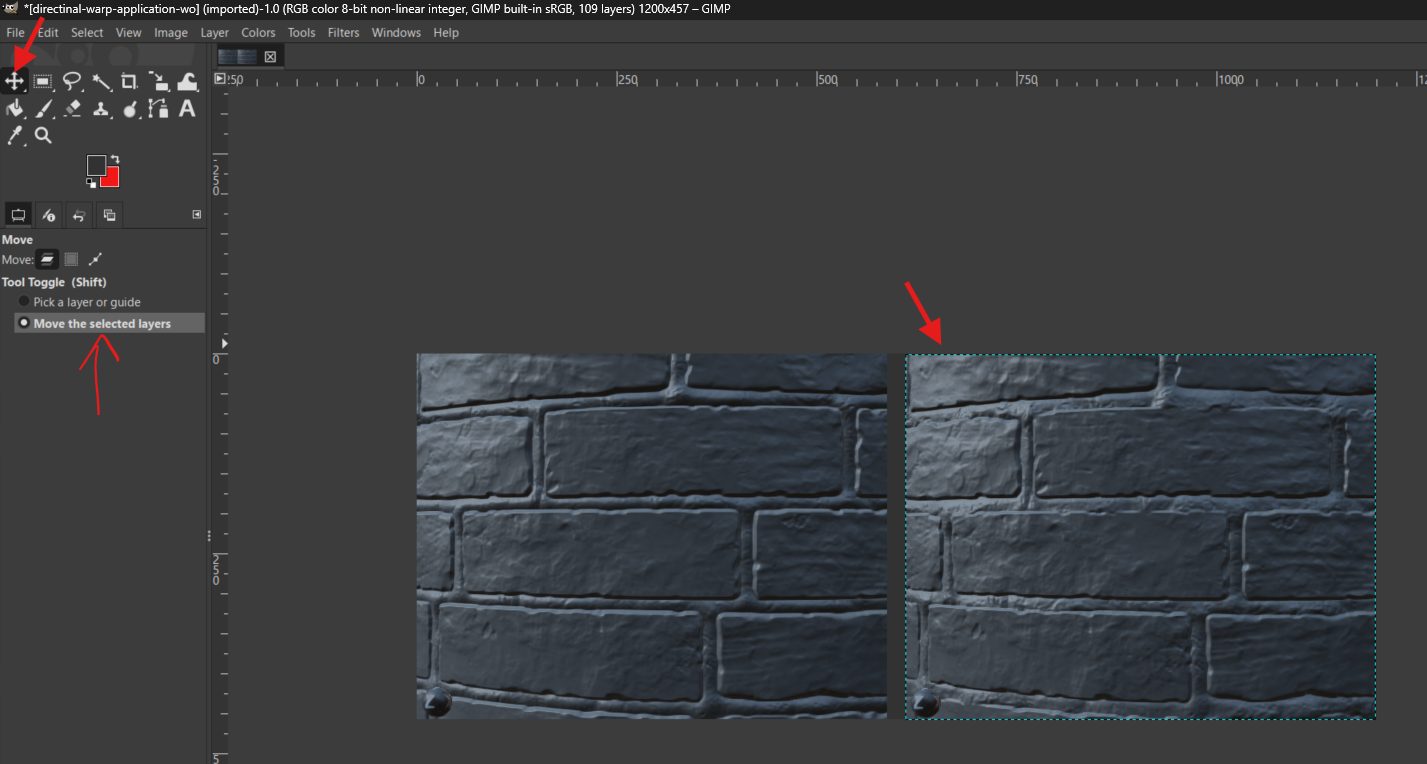 *[directinal-warp-application-wo] (imported)-1.0 (RGB color 8-bit non-linear integer, GIMP built-in sRGB, 109 layers) 1200x457 – GIMP
File Edit Select View Image Layer Colors Tools Filters Windows Help
250 0 250 500 750 1000 12
A
250
Move
Move:
Tool Toggle (Shift)
Pick a layer or guide
Move the selected layers
0
250
5